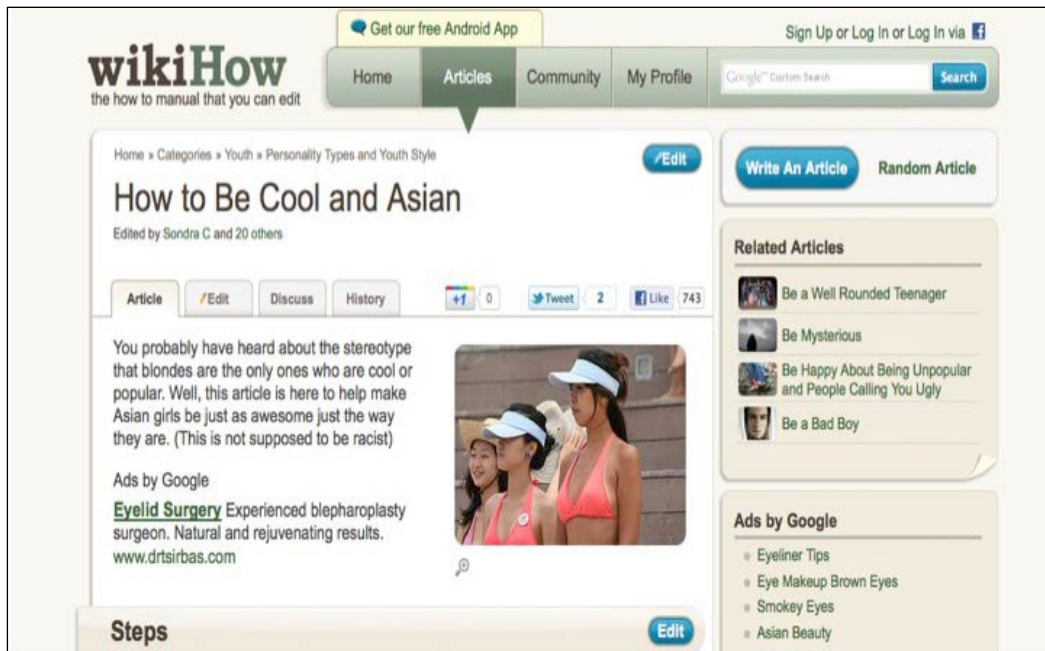 Get our free Android App
Sign Up or Log In or Log In via
wikiHow
the how to manual that you can edit
Home
Articles
Community
My Profile
Google™ Custom Search
Search
Home » Categories » Youth » Personality Types and Youth Style
Edit
How to Be Cool and Asian
Edited by Sondra C and 20 others
Write An Article
Random Article
Article
Edit
Discuss
History
+1
0
Tweet
2
Like
743
You probably have heard about the stereotype
that blondes are the only ones who are cool or
popular. Well, this article is here to help make
Asian girls be just as awesome just the way
they are. (This is not supposed to be racist)
Ads by Google
Eyelid Surgery Experienced blepharoplasty
surgeon. Natural and rejuvenating results.
www.drtsirbas.com
Steps
Edit
Related Articles
Be a Well Rounded Teenager
Be Mysterious
Be Happy About Being Unpopular
and People Calling You Ugly
Be a Bad Boy
Ads by Google
Eyeliner Tips
Eye Makeup Brown Eyes
Smokey Eyes
Asian Beauty